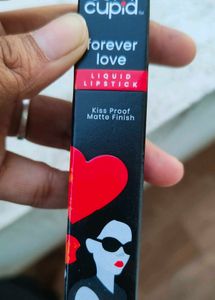 cupid
forever
love
LIQUID
LIPSTICK
Kiss Proof
Matte Finish